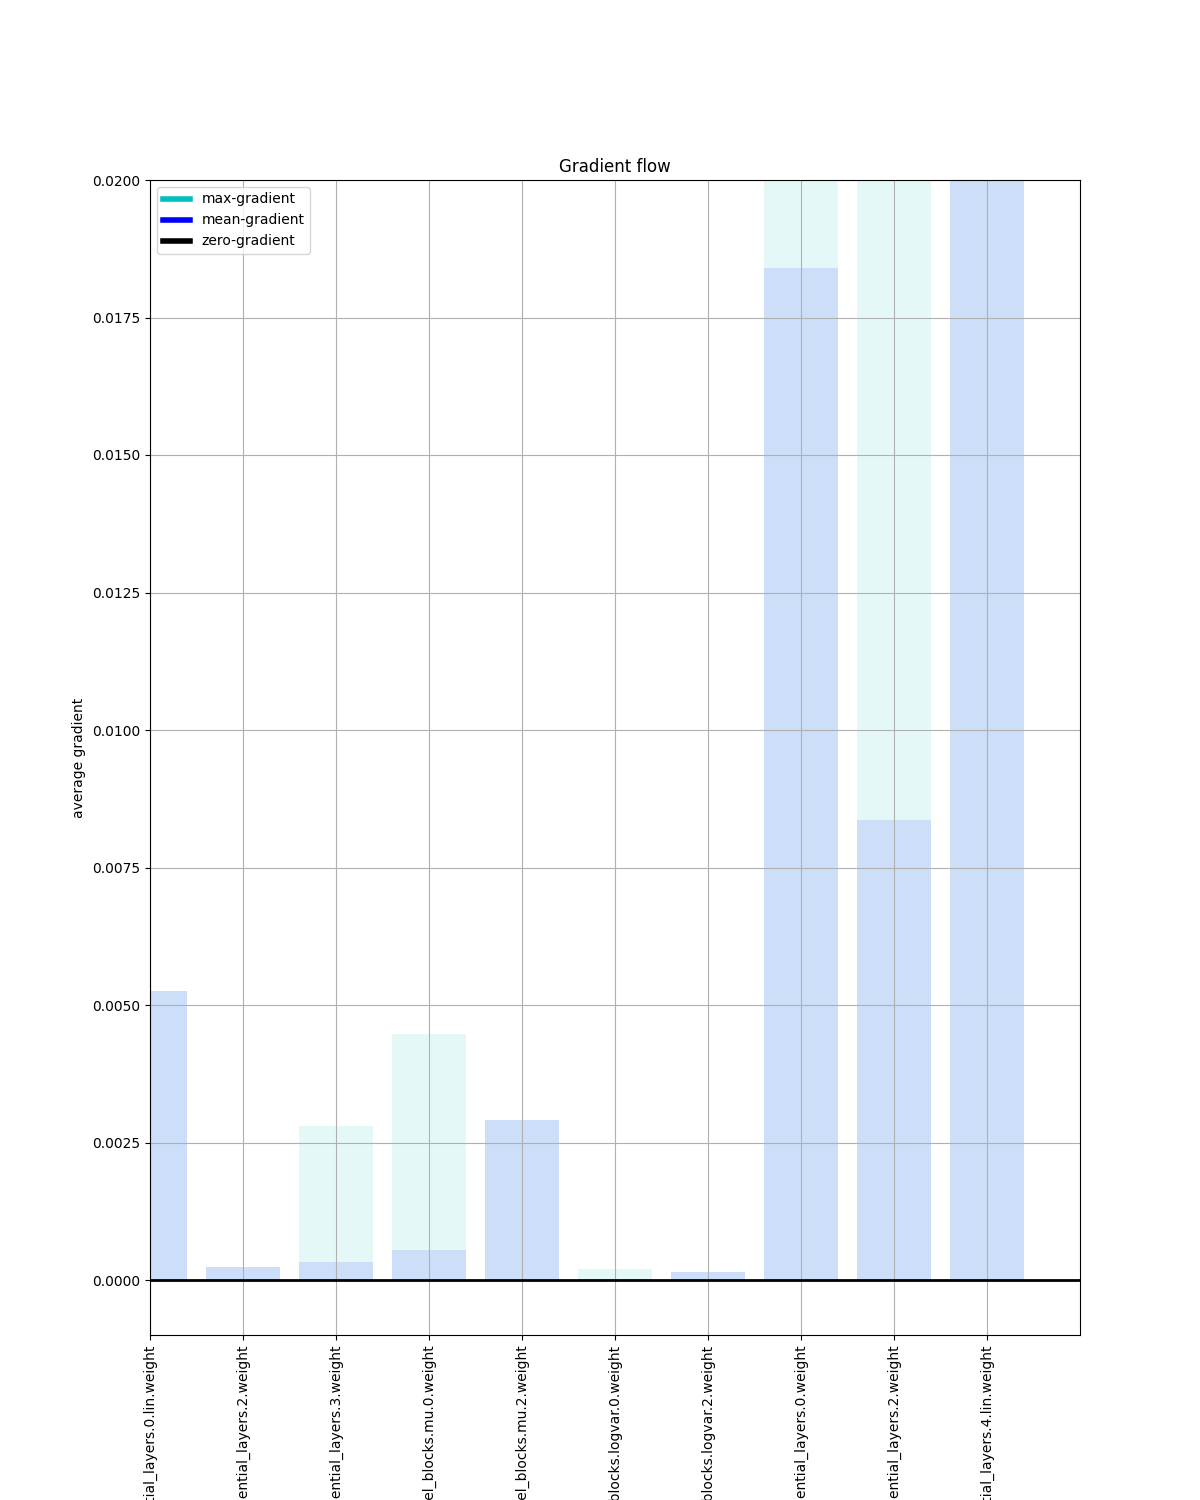 Gradient flow
max-gradient
mean-gradient
zero-gradient
average gradient
0.0200
0.0175
0.0150
0.0125
0.0100
0.0075
0.0050
0.0025
0.0000
tial_layers.0.lin.weight
ential_layers.2.weight
ential_layers.3.weight
el_blocks.mu.0.weight
el_blocks.mu.2.weight
blocks.logvar.0.weight
blocks.logvar.2.weight
ential_layers.0.weight
ential_layers.2.weight
tial_layers.4.lin.weight